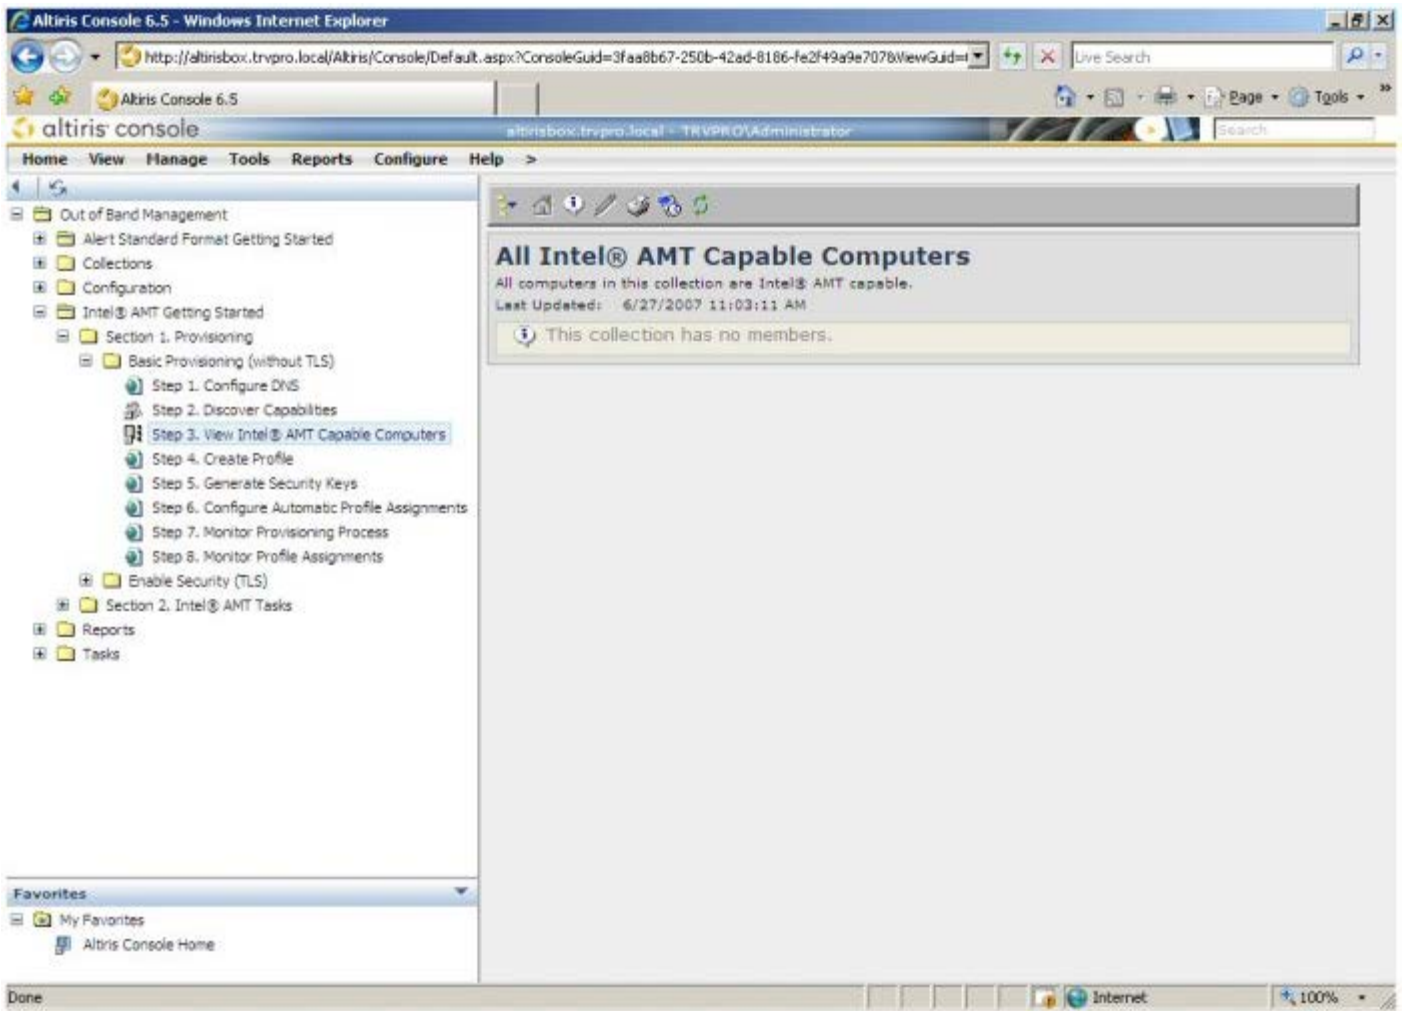 Altiris Console 6.5 - Windows Internet Explorer
http://altirisbox.trvpro.local/Altiris/Console/Default.aspx?ConsoleGuid=3faa8b67-250b-42ad-8186-fe2f49a9e707&ViewGuid=
Live Search
Altiris Console 6.5
Page
Tools
altiris console
altirisbox.trvpro.local - TRVPRO\Administrator
Search
Home View Manage Tools Reports Configure Help >
Out of Band Management
Alert Standard Format Getting Started
Collections
Configuration
Intel® AMT Getting Started
Section 1. Provisioning
Basic Provisioning (without TLS)
Step 1. Configure DNS
Step 2. Discover Capabilities
Step 3. View Intel® AMT Capable Computers
Step 4. Create Profile
Step 5. Generate Security Keys
Step 6. Configure Automatic Profile Assignments
Step 7. Monitor Provisioning Process
Step 8. Monitor Profile Assignments
Enable Security (TLS)
Section 2. Intel® AMT Tasks
Reports
Tasks
All Intel® AMT Capable Computers
All computers in this collection are Intel® AMT capable.
Last Updated: 6/27/2007 11:03:11 AM
This collection has no members.
Favorites
My Favorites
Altiris Console Home
Done
Internet
100%